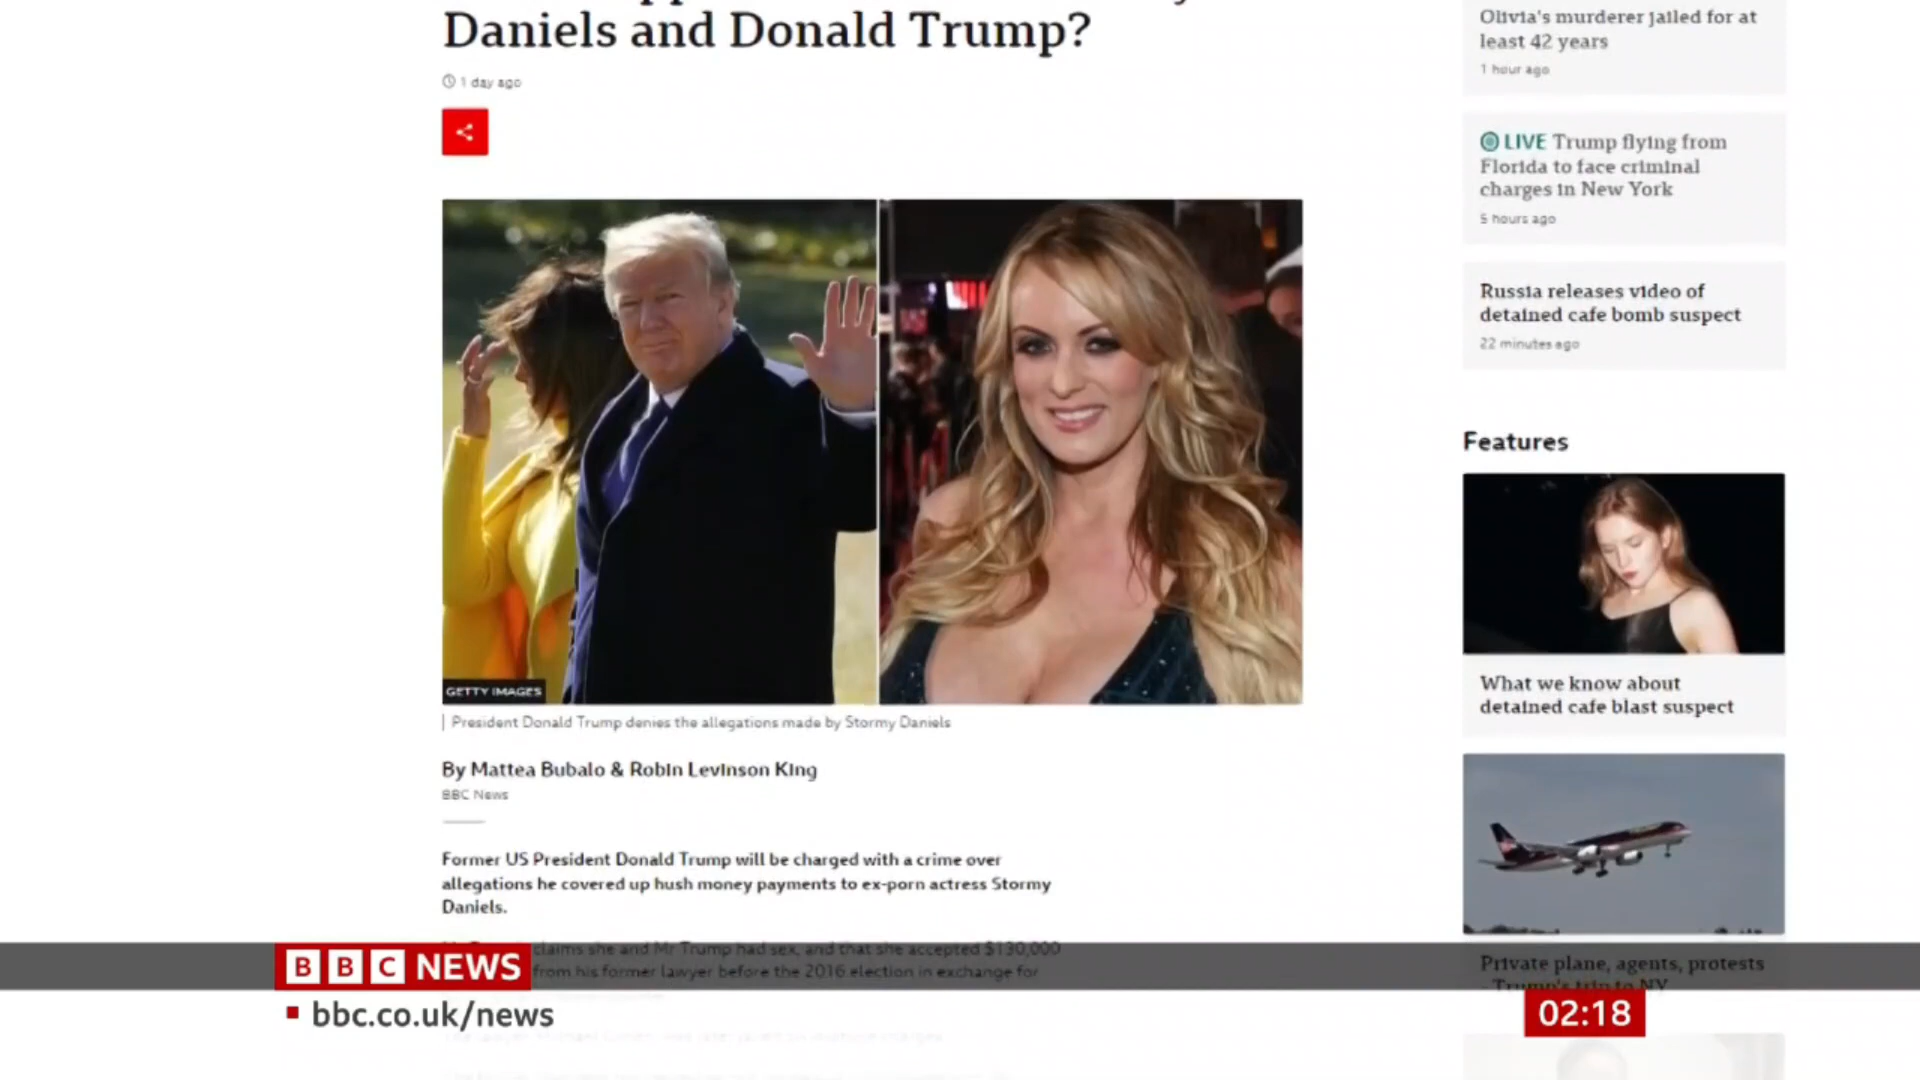 Daniels and Donald Trump?
1 day ago
GETTY IMAGES
President Donald Trump denies the allegations made by Stormy Daniels
By Mattea Bubalo & Robin Levinson King
BBC News
Former US President Donald Trump will be charged with a crime over
allegations he covered up hush money payments to ex-porn actress Stormy
Daniels.
claims she and Mr Trump had sex, and that she accepted $130,000
from his former lawyer before the 2016 election in exchange for
Olivia's murderer jailed for at
least 42 years
1 hour ago
LIVE Trump flying from
Florida to face criminal
charges in New York
5 hours ago
Russia releases video of
detained cafe bomb suspect
22 minutes ago
Features
What we know about
detained cafe blast suspect
Private plane, agents, protests
- Trump's trip to NY
BBC NEWS
bbc.co.uk/news
02:18